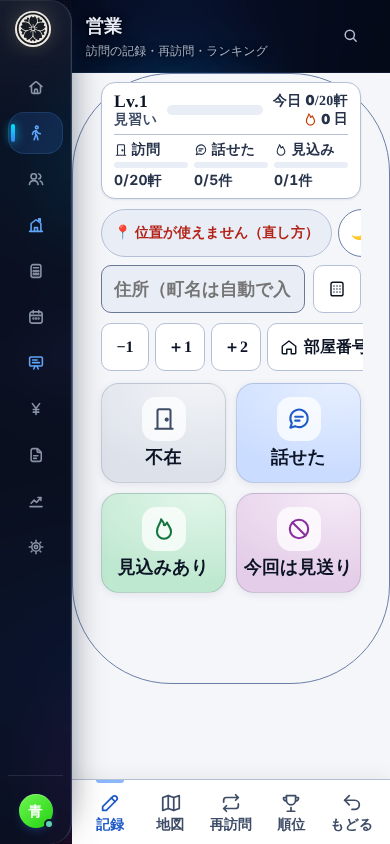 営業
訪問の記録・再訪問・ランキング
Lv.1
見習い
今日 0/20軒
0 日
訪問
話せた
見込み
0/20軒
0/5件
0/1件
📍 位置が使えません（直し方）
住所（町名は自動で入
−1
＋1
＋2
部屋番号
不在
話せた
見込みあり
今回は見送り
青
記録
地図
再訪問
順位
もどる